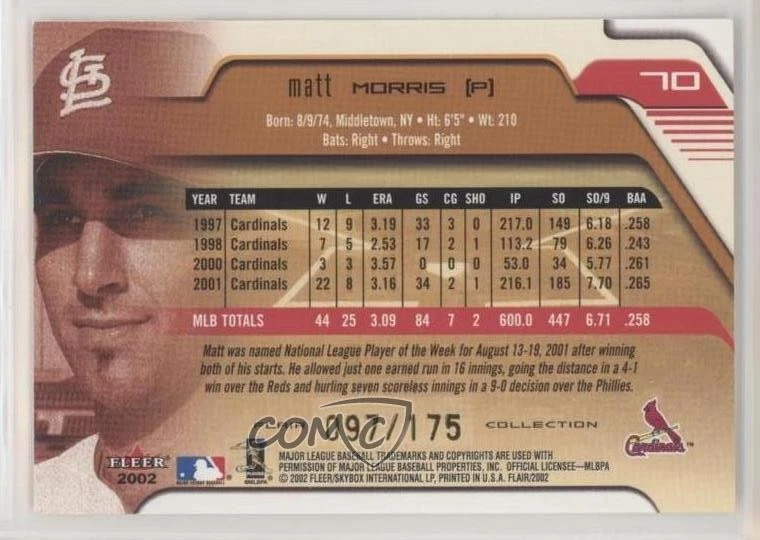 StL
matt MORRIS [P]
70
Born: 8/9/74, Middletown, NY • Ht: 6'5" • Wt: 210
Bats: Right • Throws: Right
YEAR TEAM W L ERA GS CG SHO IP SO SO/9 BAA
1997 Cardinals 12 9 3.19 33 3 0 217.0 149 6.18 .258
1998 Cardinals 7 5 2.53 17 2 1 113.2 79 6.26 .243
2000 Cardinals 3 3 3.57 0 0 0 53.0 34 5.77 .261
2001 Cardinals 22 8 3.16 34 2 1 216.1 185 7.70 .265
MLB TOTALS 44 25 3.09 84 7 2 600.0 447 6.71 .258
Matt was named National League Player of the Week for August 13-19, 2001 after winning
both of his starts. He allowed just one earned run in 16 innings, going the distance in a 4-1
win over the Reds and hurling seven scoreless innings in a 9-0 decision over the Phillies.
FLAIR 097/175 COLLECTION
COMC
Cardinals™
FLEER
2002
MLBPA
MAJOR LEAGUE BASEBALL TRADEMARKS AND COPYRIGHTS ARE USED WITH
PERMISSION OF MAJOR LEAGUE BASEBALL PROPERTIES, INC. OFFICIAL LICENSEE—MLBPA
© 2002 FLEER/SKYBOX INTERNATIONAL LP, PRINTED IN U.S.A. FLAIR/2002